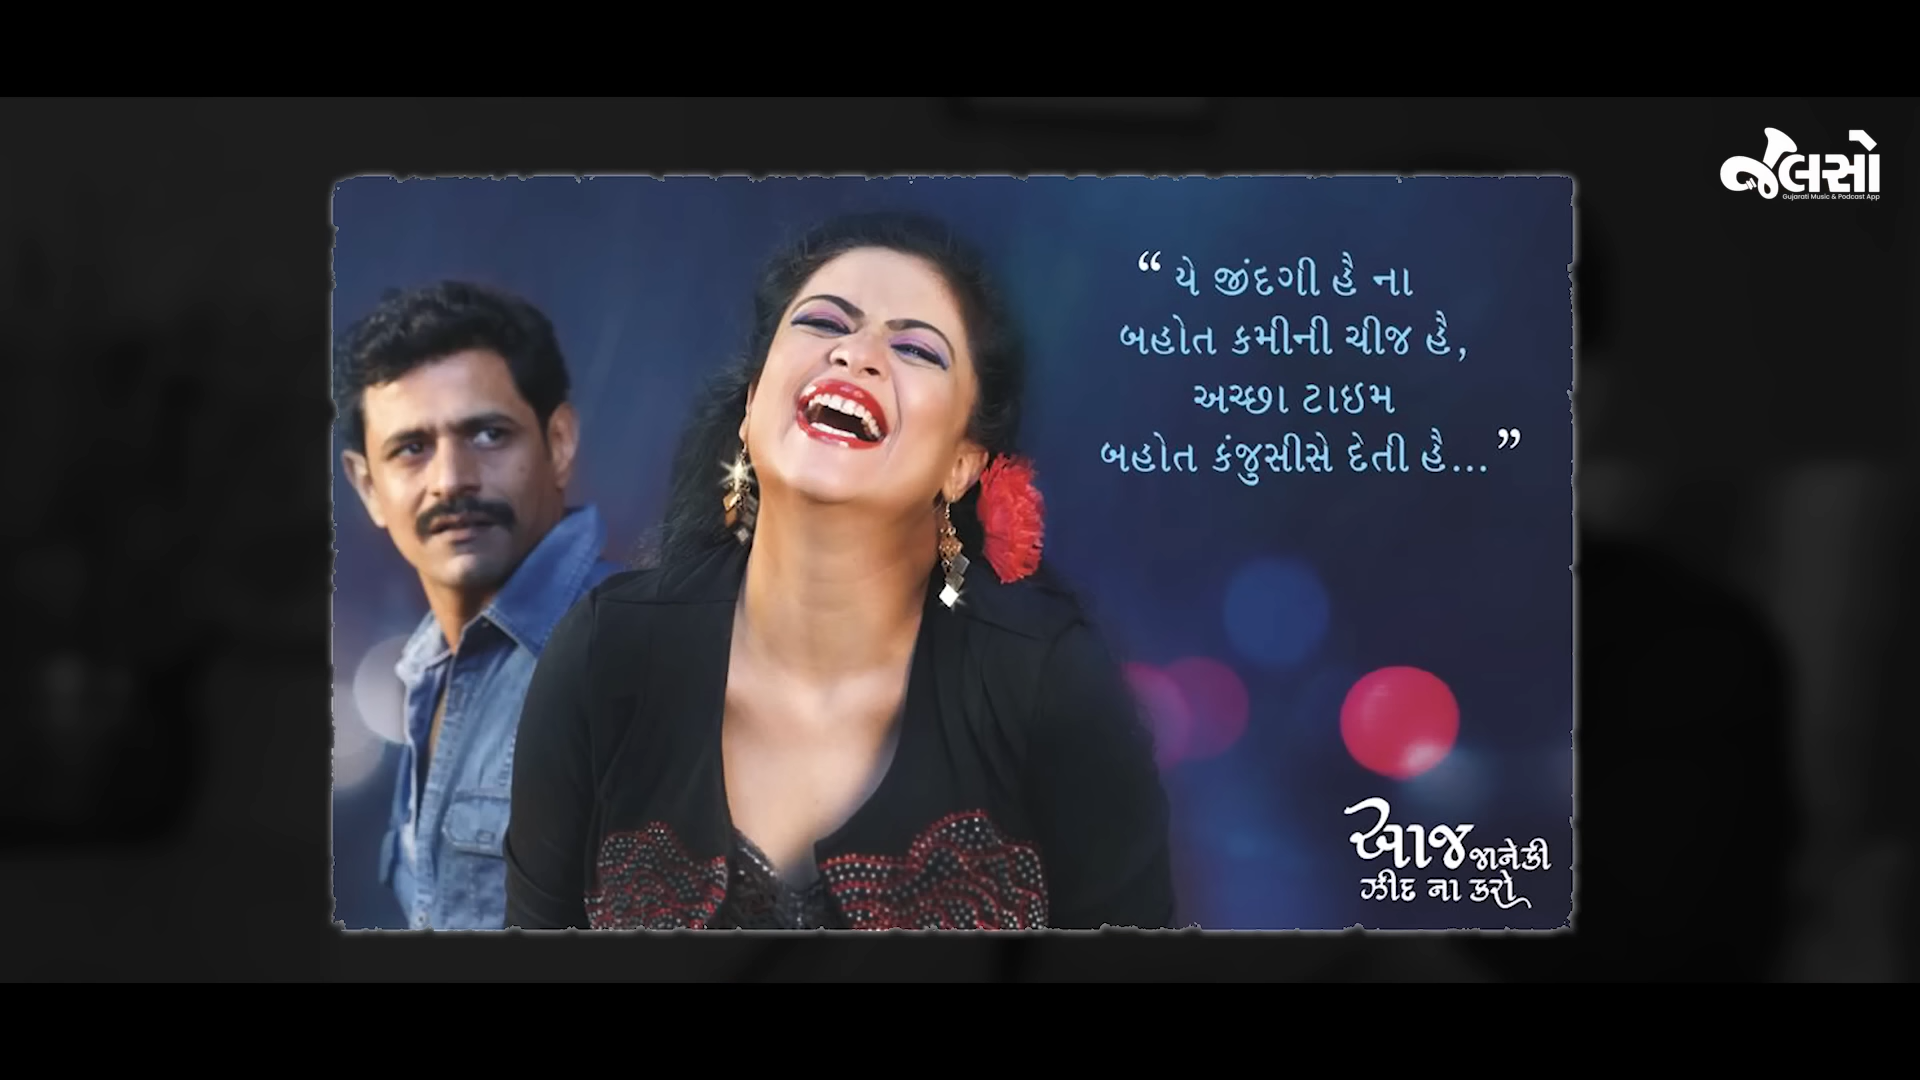 જલસો
Gujarati Music & Podcast App
“ યે જીંદગી હૈ ના
બહોત કમીની ચીજ હૈ,
અચ્છા ટાઇમ
બહોત કંજુસીસે દેતી હૈ...”
આજ જાનેકી
ઝીદ ના કરો